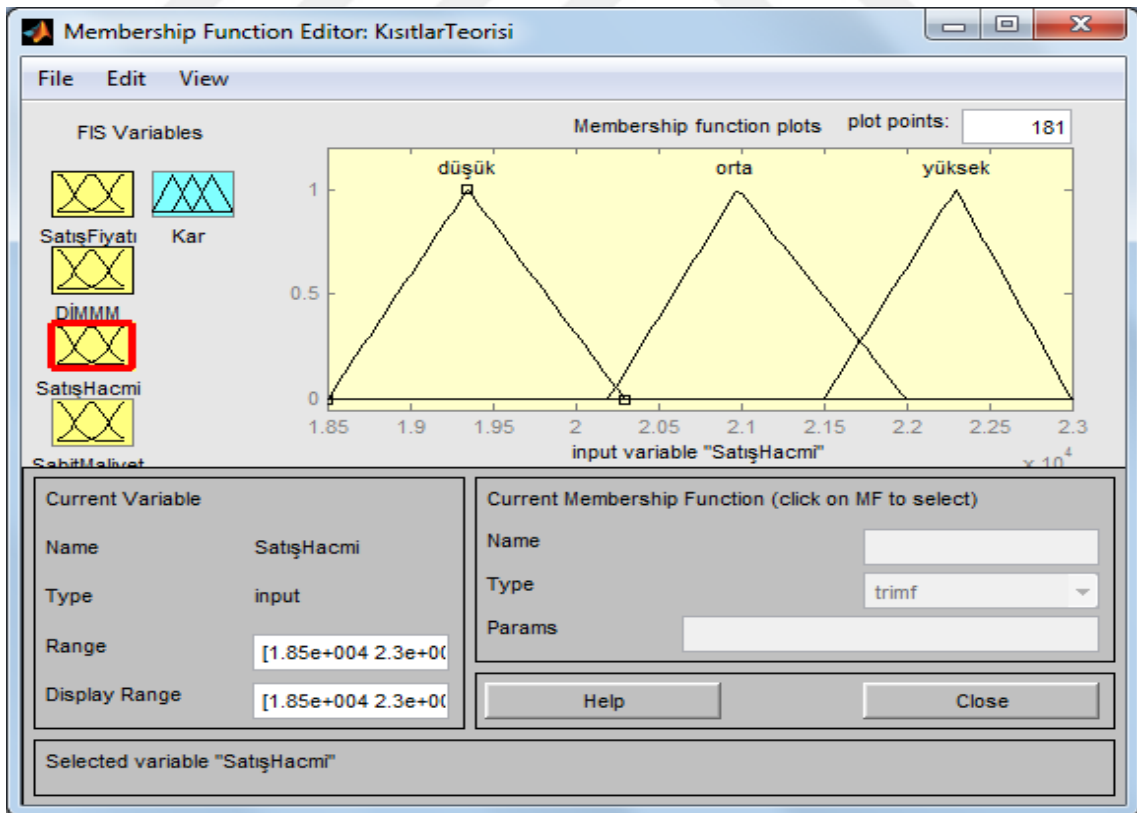 Membership Function Editor: KısıtlarTeorisi
File Edit View
FIS Variables
Membership function plots plot points: 181
SatışFiyatı Kar
DİMMM
SatışHacmi
SabitMaliyet
düşük orta yüksek
1
0.5
0
1.85 1.9 1.95 2 2.05 2.1 2.15 2.2 2.25 2.3
input variable "SatışHacmi"
x 10⁴
Current Variable
Name SatışHacmi
Type input
Range [1.85e+004 2.3e+00
Display Range [1.85e+004 2.3e+00
Current Membership Function (click on MF to select)
Name
Type trimf
Params
Help Close
Selected variable "SatışHacmi"